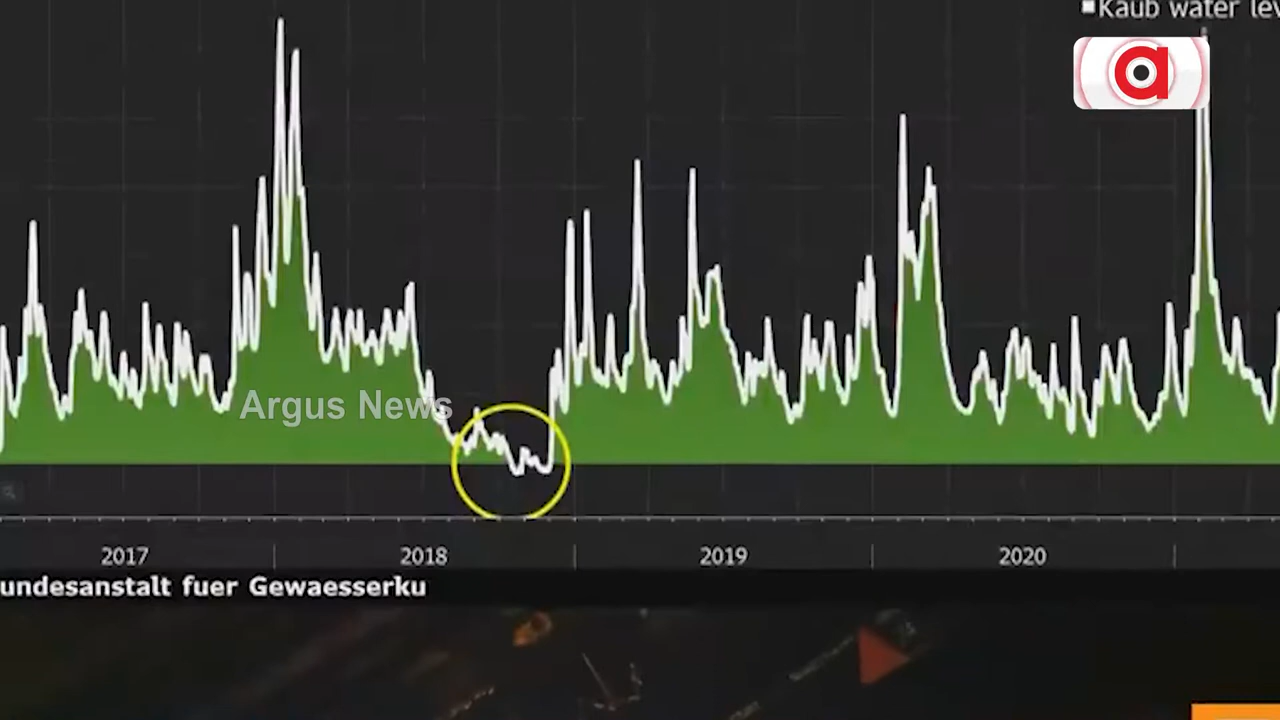 Kaub water lev
a
Argus News
2017 2018 2019 2020
undesanstalt fuer Gewaesserku